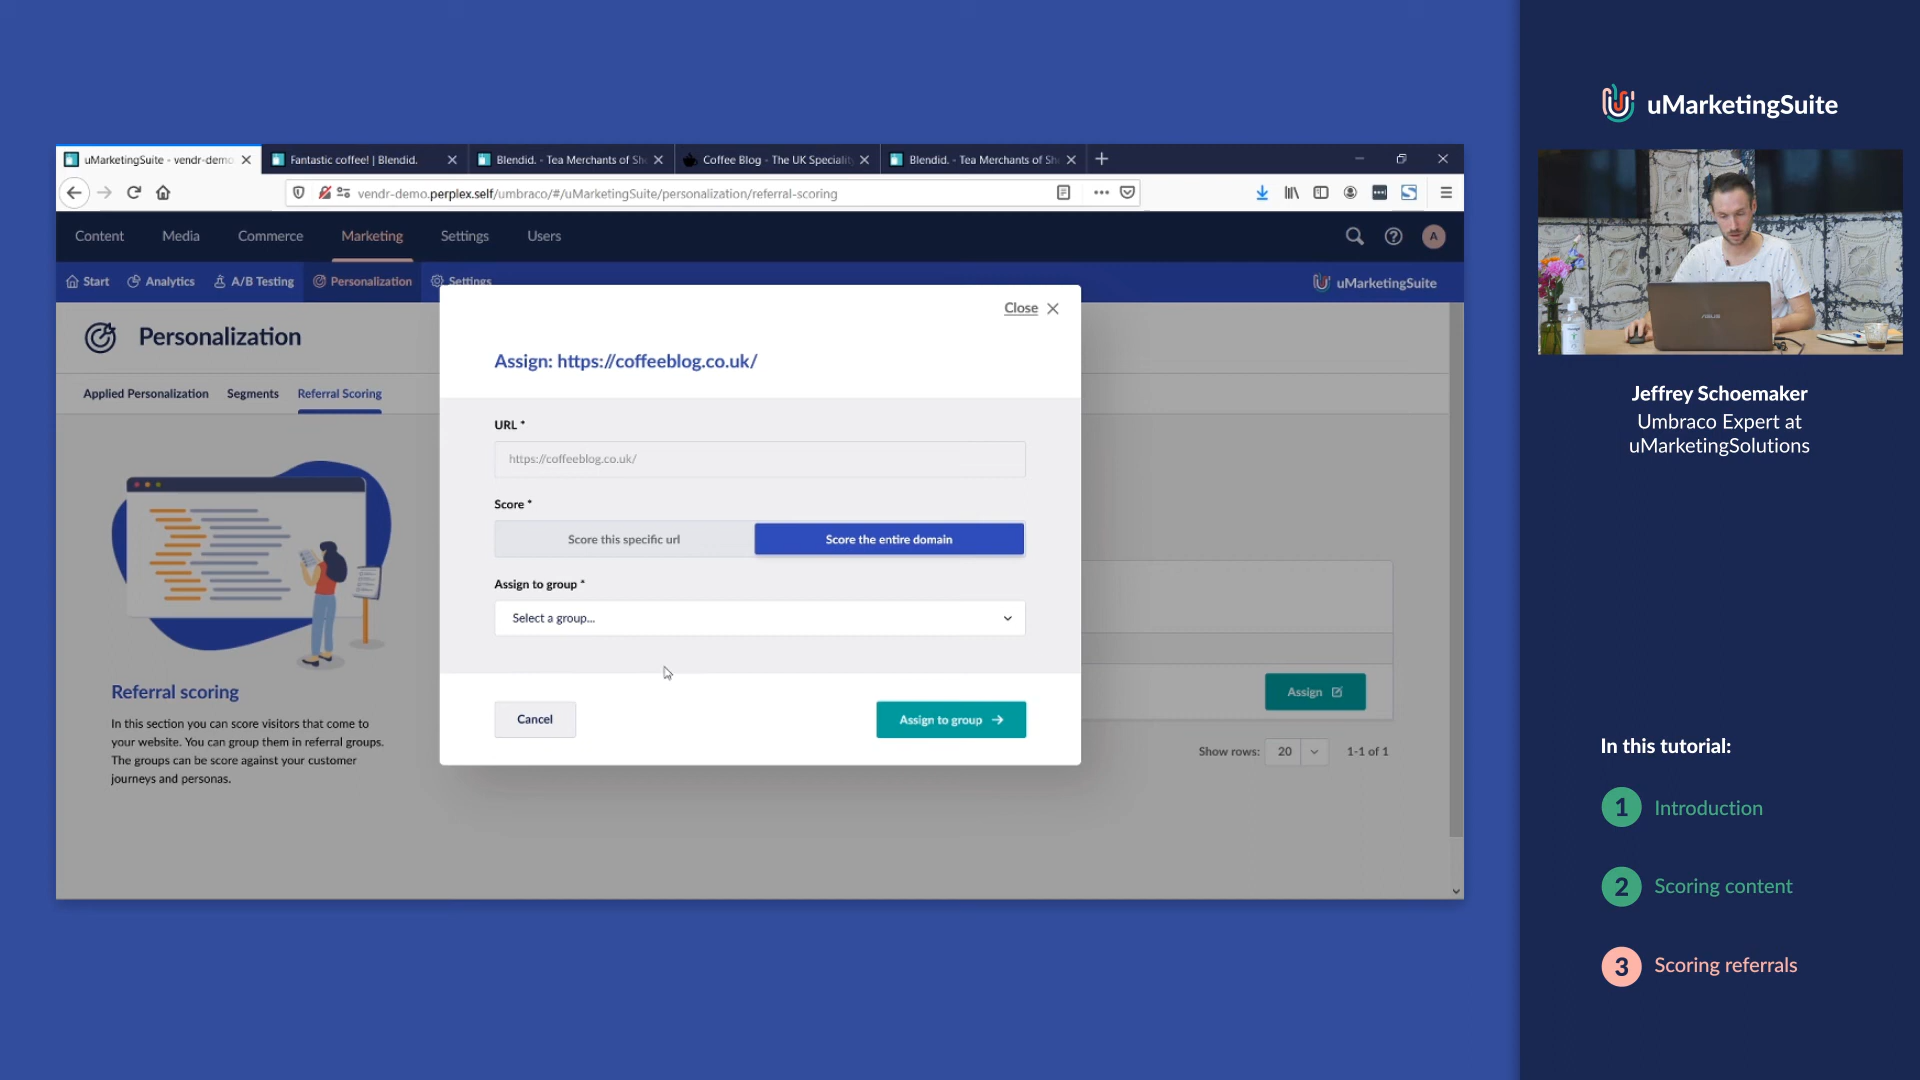 uMarketingSuite - vendr-demo
Fantastic coffee! | Blendid.
Blendid. - Tea Merchants of Sh
Coffee Blog - The UK Speciality
Blendid. - Tea Merchants of Sh
vendr-demo.perplex.self/umbraco/#/uMarketingSuite/personalization/referral-scoring
Content
Media
Commerce
Marketing
Settings
Users
A
Start
Analytics
A/B Testing
Personalization
Settings
uMarketingSuite
Personalization
Applied Personalization
Segments
Referral Scoring
Referral scoring
In this section you can score visitors that come to
your website. You can group them in referral groups.
The groups can be score against your customer
journeys and personas.
Close
Assign: https://coffeeblog.co.uk/
URL *
https://coffeeblog.co.uk/
Score *
Score this specific url
Score the entire domain
Assign to group *
Select a group...
Cancel
Assign to group
Assign
Show rows:
20
1-1 of 1
uMarketingSuite
ASUS
Jeffrey Schoemaker
Umbraco Expert at
uMarketingSolutions
In this tutorial:
1 Introduction
2 Scoring content
3 Scoring referrals